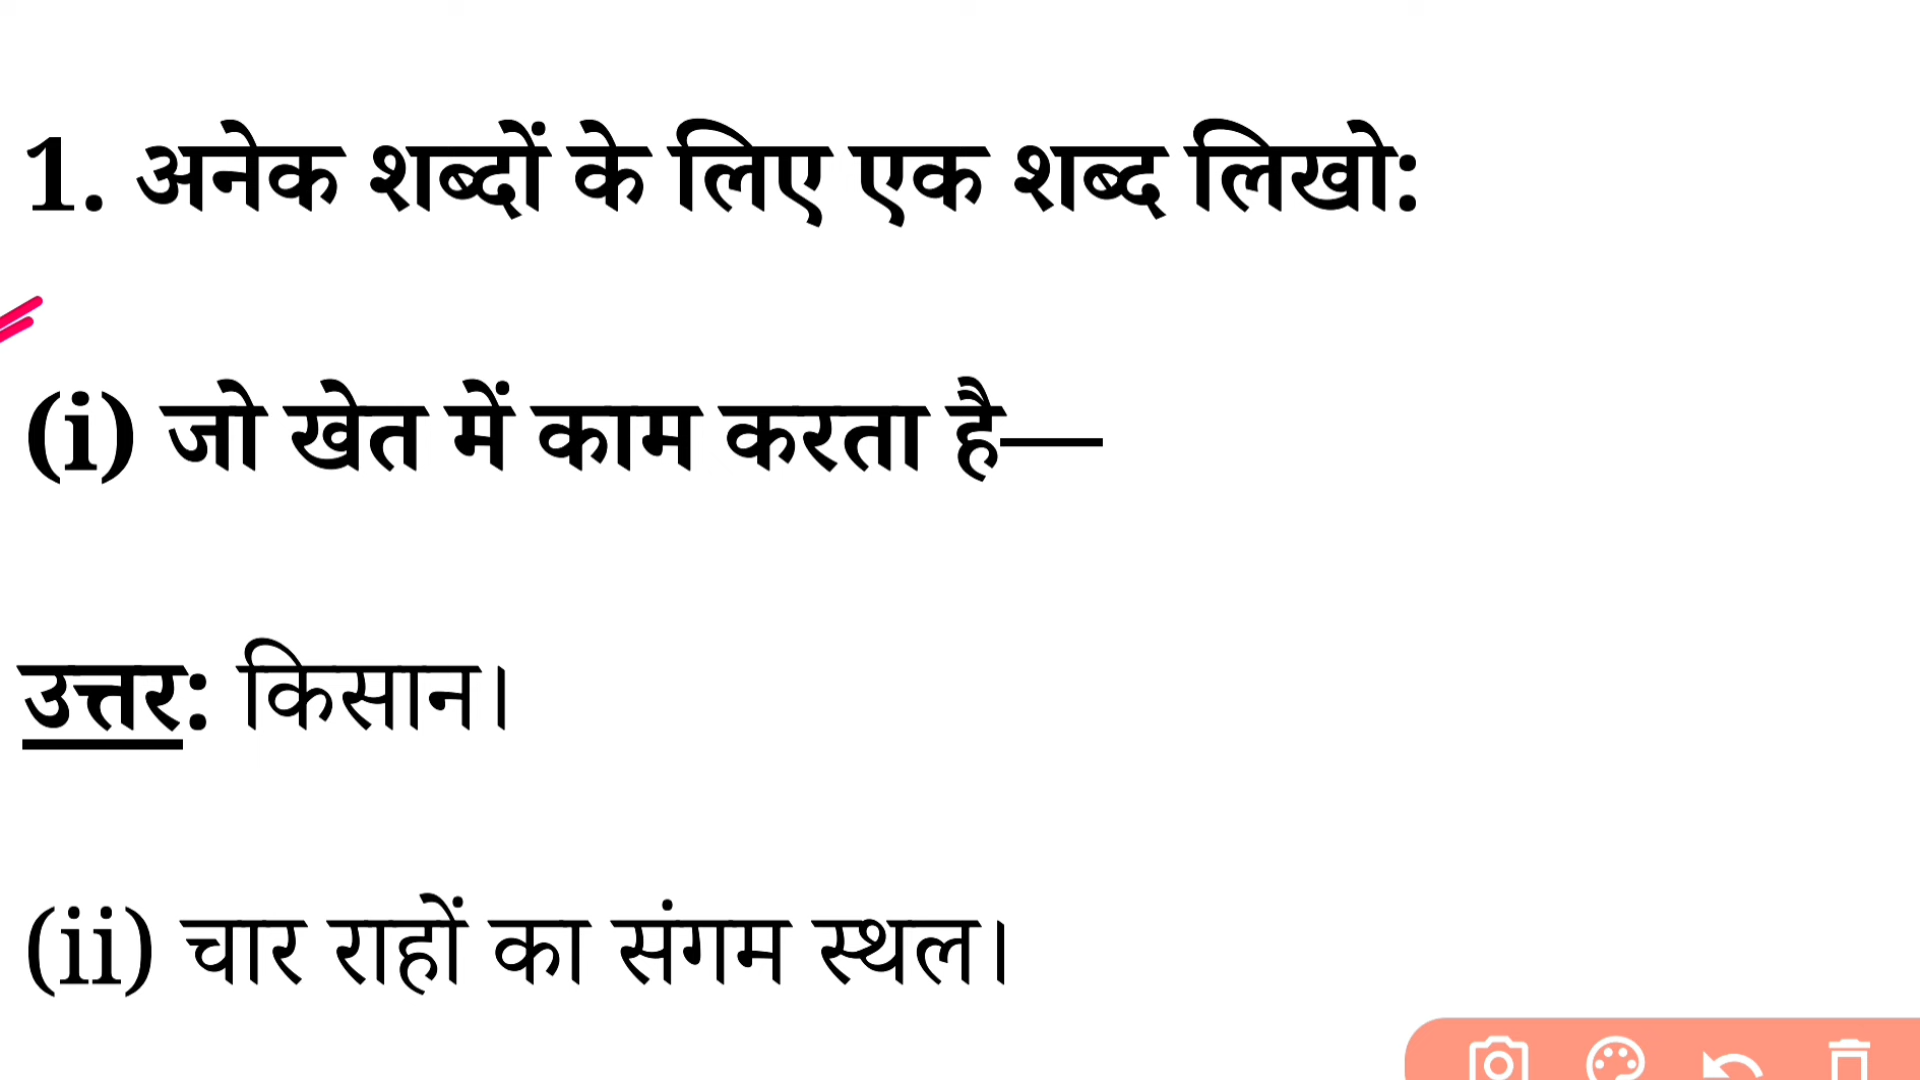 1. अनेक शब्दों के लिए एक शब्द लिखो:
(i) जो खेत में काम करता है—
उत्तर: किसान।
(ii) चार राहों का संगम स्थल।